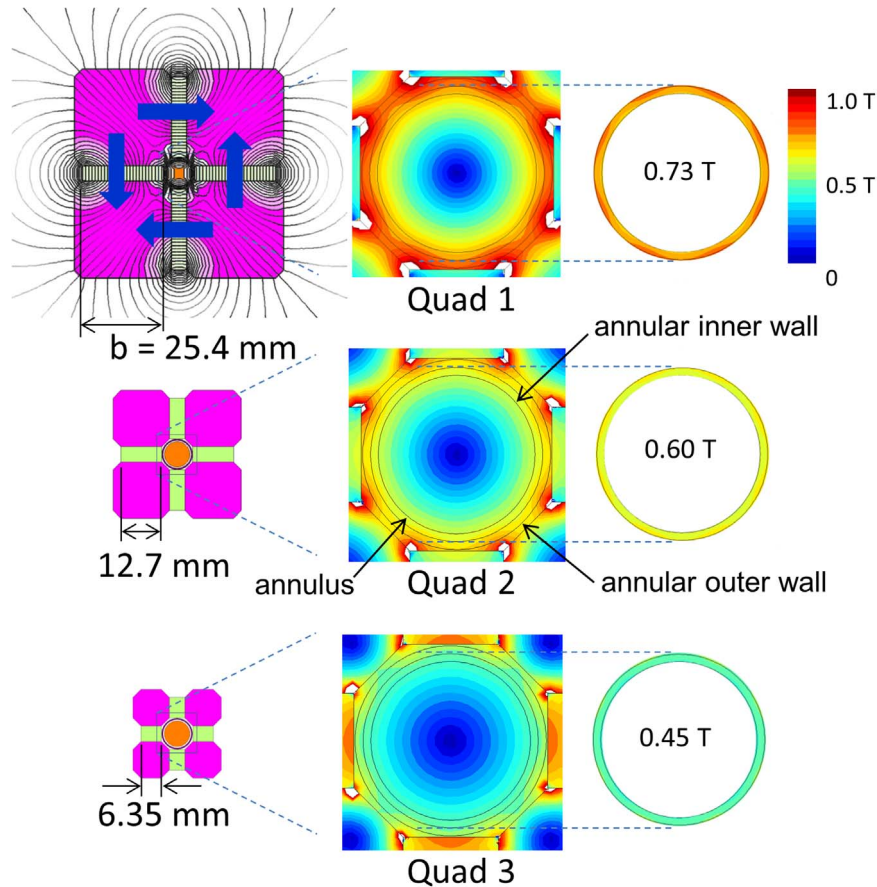 1.0 T
0.73 T
0.5 T
0
Quad 1
b = 25.4 mm
annular inner wall
0.60 T
12.7 mm
annulus
Quad 2
annular outer wall
0.45 T
6.35 mm
Quad 3